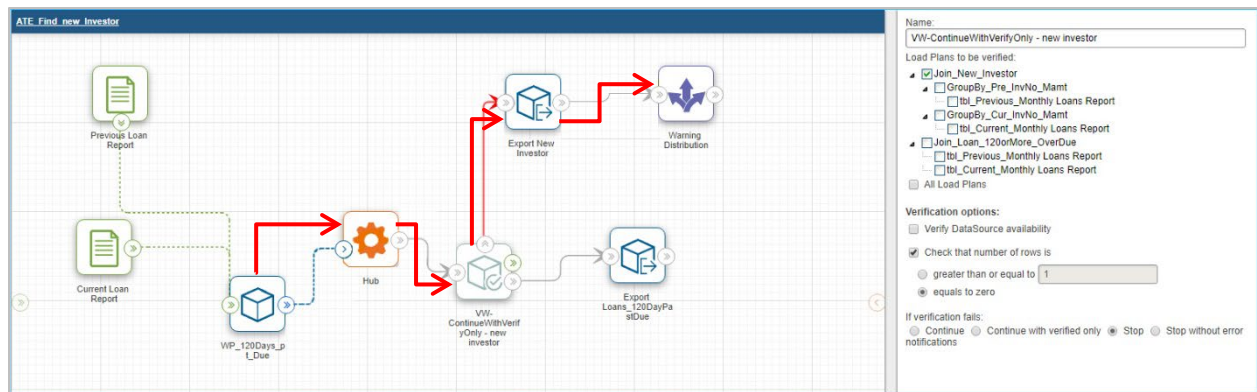 ATE_Find_new_Investor
Previous Loan
Report
Current Loan
Report
WP_120Days_p
t_Due
Hub
VW-
ContinueWithVerif
yOnly - new
investor
Export New
Investor
Warning
Distribution
Export
Loans_120DayPa
stDue
Name:
VW-ContinueWithVerifyOnly - new investor
Load Plans to be verified:
Join_New_Investor
GroupBy_Pre_InvNo_Mamt
tbl_Previous_Monthly Loans Report
GroupBy_Cur_InvNo_Mamt
tbl_Current_Monthly Loans Report
Join_Loan_120orMore_OverDue
tbl_Previous_Monthly Loans Report
tbl_Current_Monthly Loans Report
All Load Plans
Verification options:
Verify DataSource availability
Check that number of rows is
greater than or equal to 1
equals to zero
If verification fails:
Continue Continue with verified only Stop Stop without error
notifications